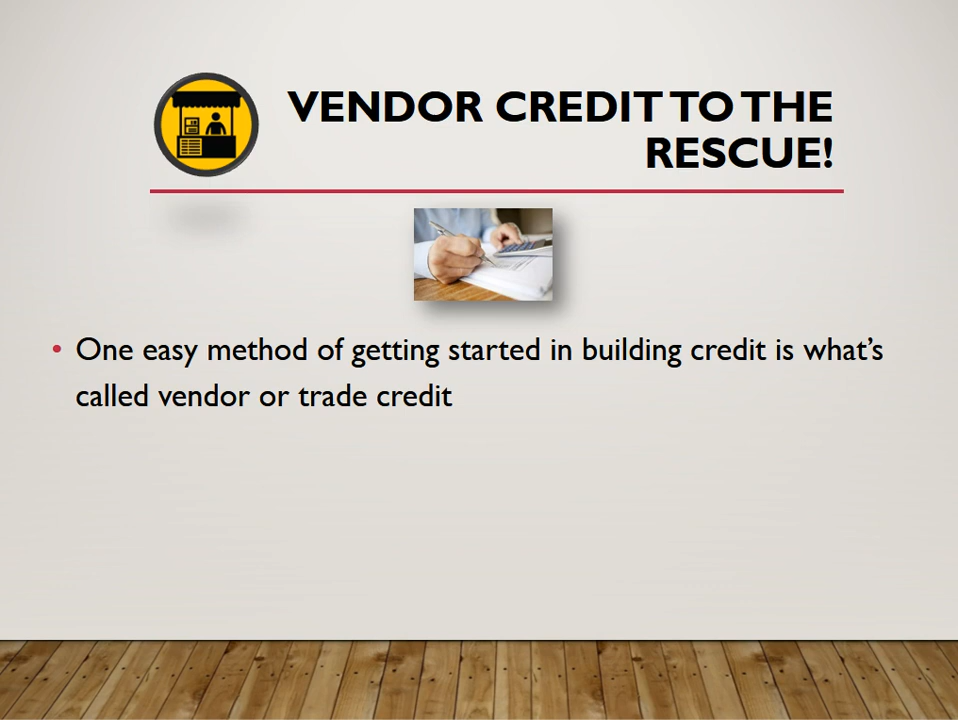 VENDOR CREDIT TO THE
RESCUE!
• One easy method of getting started in building credit is what’s
called vendor or trade credit